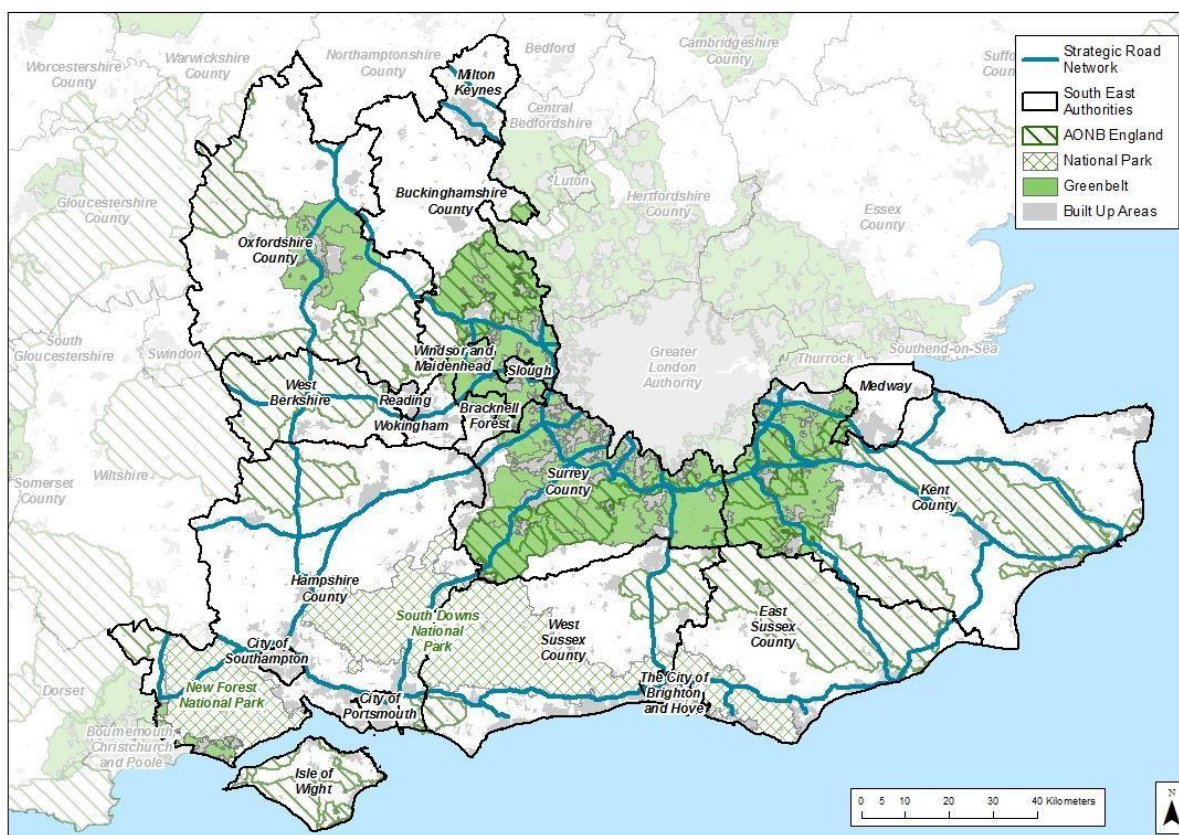 Worcestershire
County
Warwickshire
County
Northamptonshire
County
Bedford
Cambridgeshire
County
Milton
Keynes
Central
Bedfordshire
Strategic Road
Network
South East
Authorities
AONB England
National Park
Greenbelt
Built Up Areas
Gloucestershire
County
Buckinghamshire
County
Luton
Hertfordshire
County
Essex
County
Oxfordshire
County
South
Gloucestershire
Swindon
Windsor and
Maidenhead
Slough
Greater
London
Authority
Thurrock
Southend-on-Sea
Medway
West
Berkshire
Reading
Wokingham
Bracknell
Forest
Wiltshire
Somerset
County
Surrey
County
Kent
County
Hampshire
County
South Downs
National
Park
West
Sussex
County
East
Sussex
County
City of
Southampton
New Forest
National Park
City of
Portsmouth
The City of
Brighton
and Hove
Dorset
Bournemouth
Christchurch
and Poole
Isle of
Wight
0 5 10 20 30 40 Kilometers
N